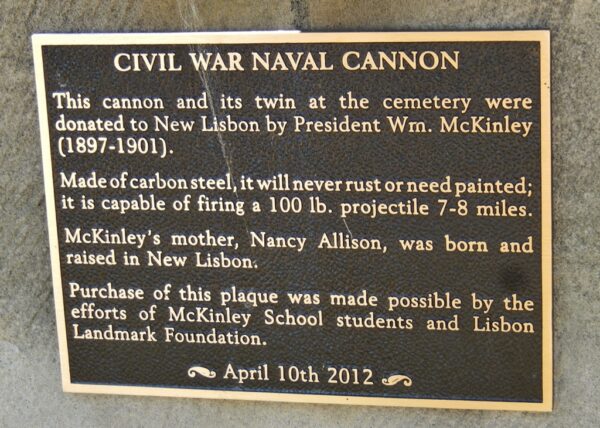 CIVIL WAR NAVAL CANNON
This cannon and its twin at the cemetery were
donated to New Lisbon by President Wm. McKinley
(1897-1901).
Made of carbon steel, it will never rust or need painted;
it is capable of firing a 100 lb. projectile 7-8 miles.
McKinley's mother, Nancy Allison, was born and
raised in New Lisbon.
Purchase of this plaque was made possible by the
efforts of McKinley School students and Lisbon
Landmark Foundation.
April 10th 2012